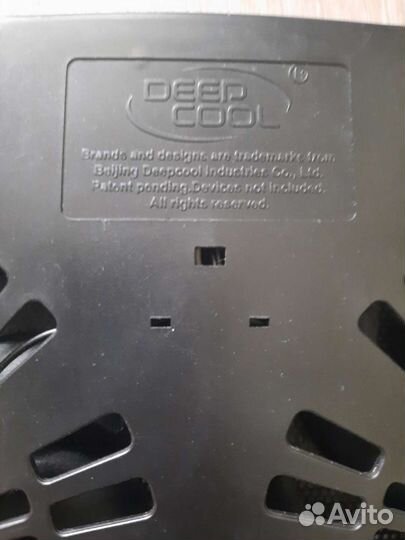 DEEP
COOL ®
Brands and designs are trademarks from
Beijing Deepcool Industries Co., Ltd.
Patent pending.Devices not included.
All rights reserved.
Avito